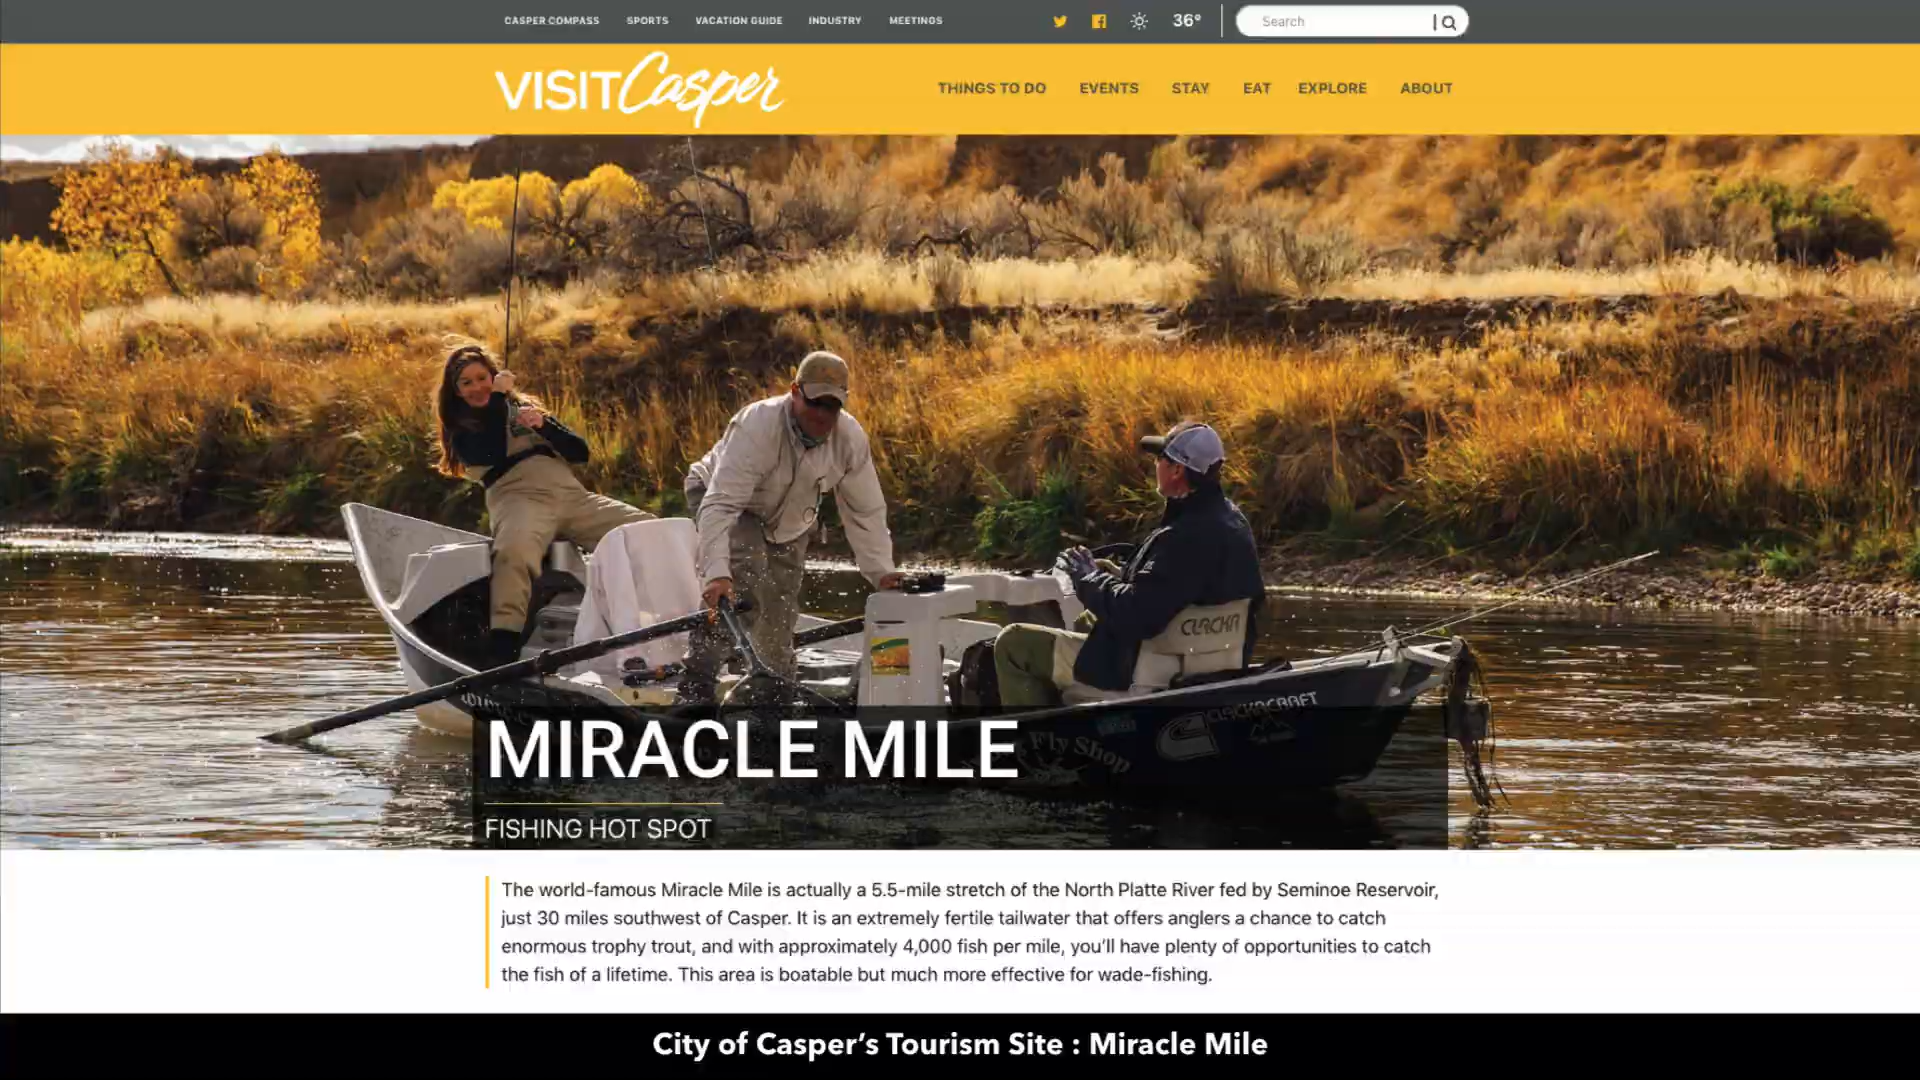 CASPER COMPASS SPORTS VACATION GUIDE INDUSTRY MEETINGS 36° Search
VISITCasper THINGS TO DO EVENTS STAY EAT EXPLORE ABOUT
CLACKA
CLACKACRAFT
Fly Shop
MIRACLE MILE
FISHING HOT SPOT
The world-famous Miracle Mile is actually a 5.5-mile stretch of the North Platte River fed by Seminoe Reservoir,
just 30 miles southwest of Casper. It is an extremely fertile tailwater that offers anglers a chance to catch
enormous trophy trout, and with approximately 4,000 fish per mile, you'll have plenty of opportunities to catch
the fish of a lifetime. This area is boatable but much more effective for wade-fishing.
City of Casper's Tourism Site : Miracle Mile